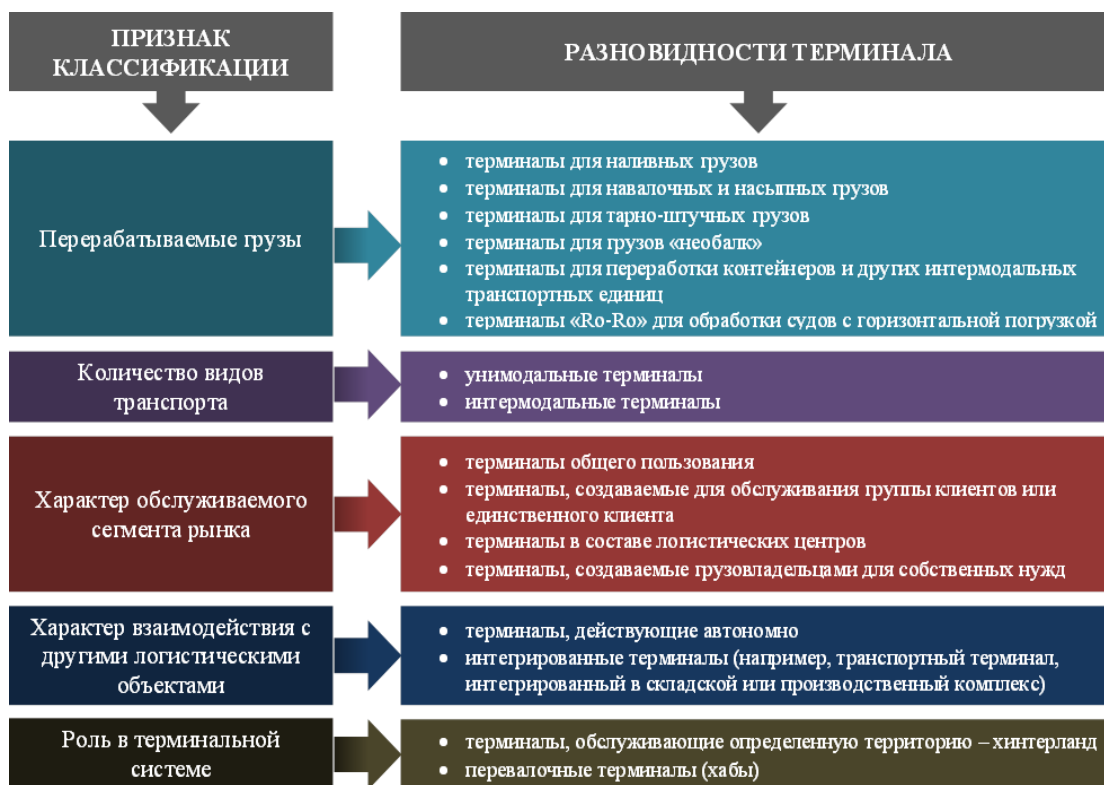 ПРИЗНАК
КЛАССИФИКАЦИИ
РАЗНОВИДНОСТИ ТЕРМИНАЛА
Перерабатываемые грузы
• терминалы для наливных грузов
• терминалы для навалочных и насыпных грузов
• терминалы для тарно-штучных грузов
• терминалы для грузов «необалк»
• терминалы для переработки контейнеров и других интермодальных
транспортных единиц
• терминалы «Ro-Ro» для обработки судов с горизонтальной погрузкой
Количество видов
транспорта
• унимодальные терминалы
• интермодальные терминалы
Характер обслуживаемого
сегмента рынка
• терминалы общего пользования
• терминалы, создаваемые для обслуживания группы клиентов или
единственного клиента
• терминалы в составе логистических центров
• терминалы, создаваемые грузовладельцами для собственных нужд
Характер взаимодействия с
другими логистическими
объектами
• терминалы, действующие автономно
• интегрированные терминалы (например, транспортный терминал,
интегрированный в складской или производственный комплекс)
Роль в терминальной
системе
• терминалы, обслуживающие определенную территорию – хинтерланд
• перевалочные терминалы (хабы)